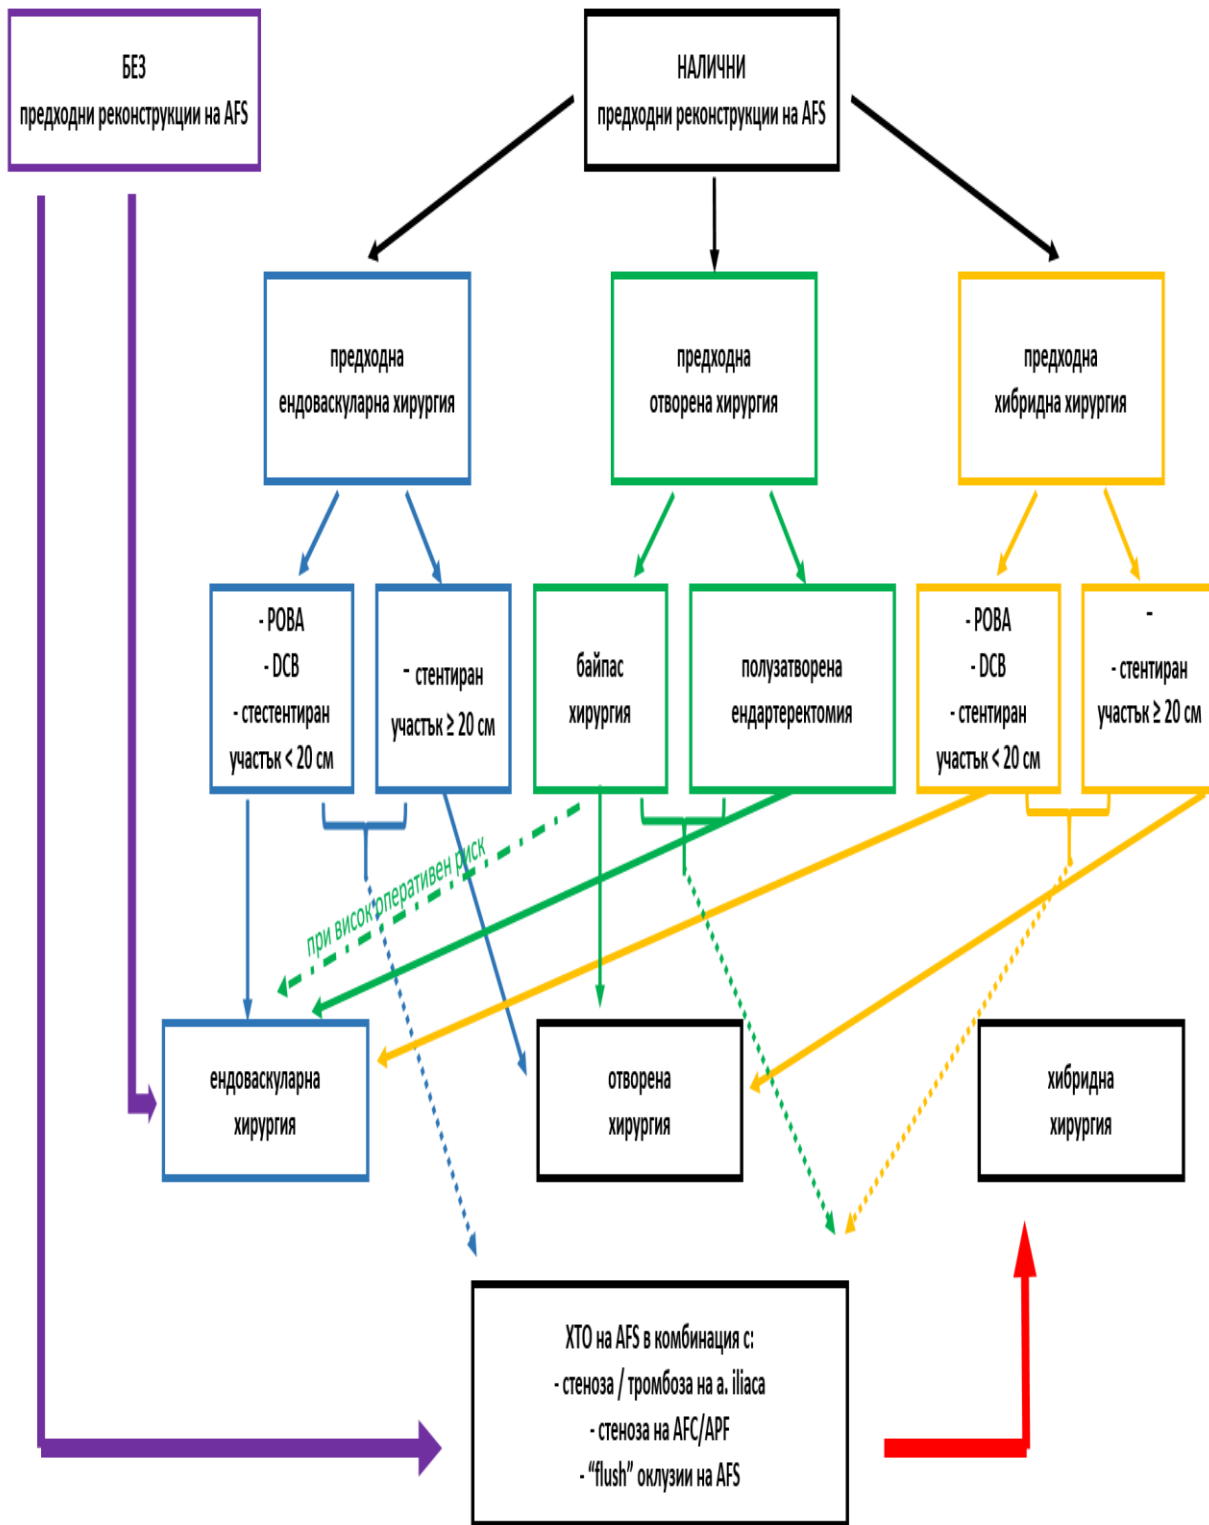 БЕЗ
предходни реконструкции на AFS
НАЛИЧНИ
предходни реконструкции на AFS
предходна
ендоваскуларна хирургия
предходна
отворена хирургия
предходна
хибридна хирургия
- POBA
- DCB
- стестентиран
участък < 20 см
- стентиран
участък ≥ 20 см
байпас
хирургия
полузатворена
ендартеректомия
- POBA
- DCB
- стентиран
участък < 20 см
-
- стентиран
участък ≥ 20 см
при висок оперативен риск
ендоваскуларна
хирургия
отворена
хирургия
хибридна
хирургия
ХТО на AFS в комбинация с:
- стеноза / тромбоза на a. iliaca
- стеноза на AFC/APF
- “flush” оклузии на AFS